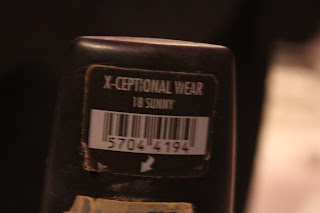 X-CEPTIONAL WEAR
18 SUNNY
5704 4194